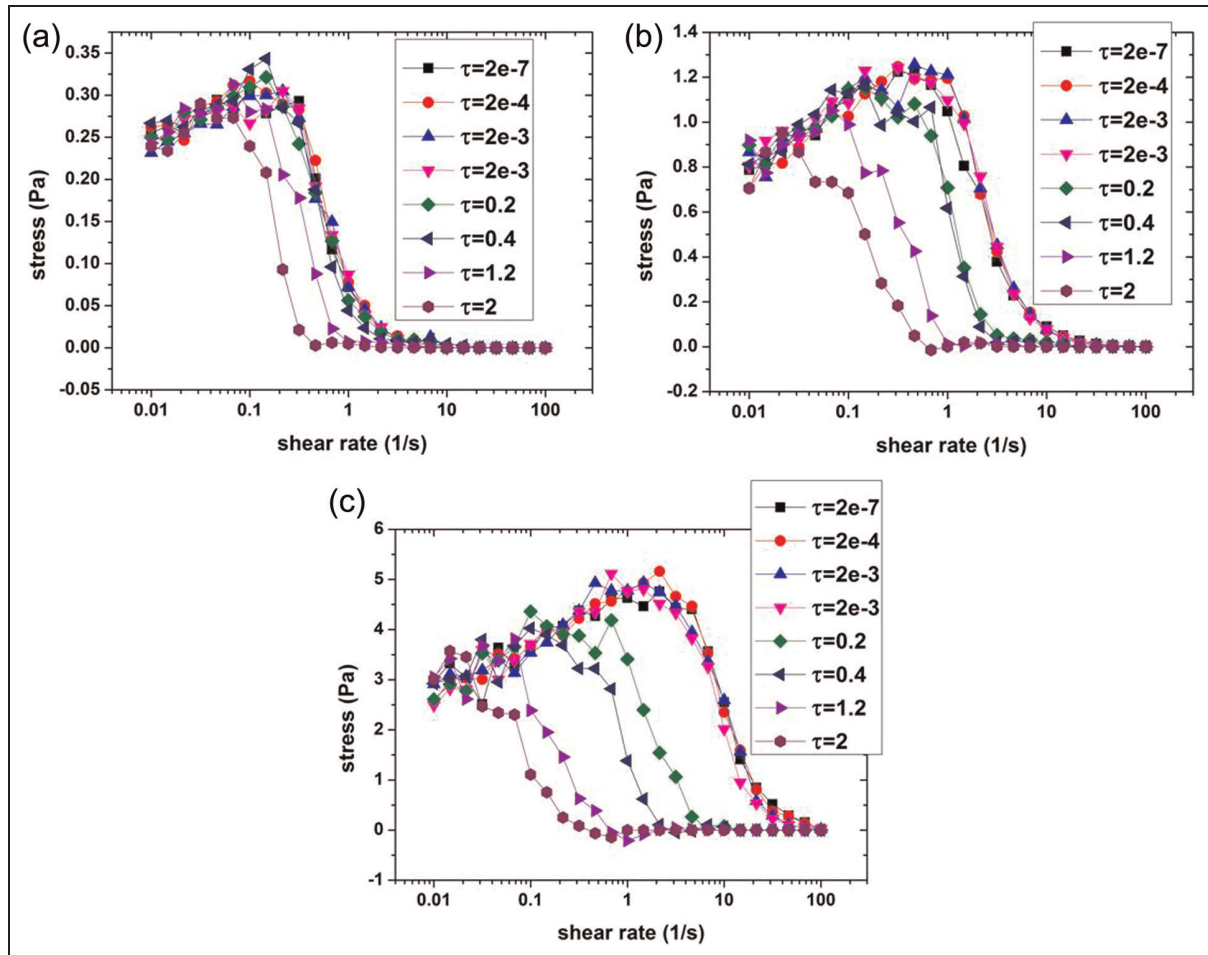 (a)
0.35
0.30
0.25
0.20
0.15
0.10
0.05
0.00
-0.05
stress (Pa)
0.01 0.1 1 10 100
shear rate (1/s)
τ=2e-7
τ=2e-4
τ=2e-3
τ=2e-3
τ=0.2
τ=0.4
τ=1.2
τ=2
(b)
1.4
1.2
1.0
0.8
0.6
0.4
0.2
0.0
-0.2
stress (Pa)
0.01 0.1 1 10 100
shear rate (1/s)
τ=2e-7
τ=2e-4
τ=2e-3
τ=2e-3
τ=0.2
τ=0.4
τ=1.2
τ=2
(c)
6
5
4
3
2
1
0
-1
stress (Pa)
0.01 0.1 1 10 100
shear rate (1/s)
τ=2e-7
τ=2e-4
τ=2e-3
τ=2e-3
τ=0.2
τ=0.4
τ=1.2
τ=2